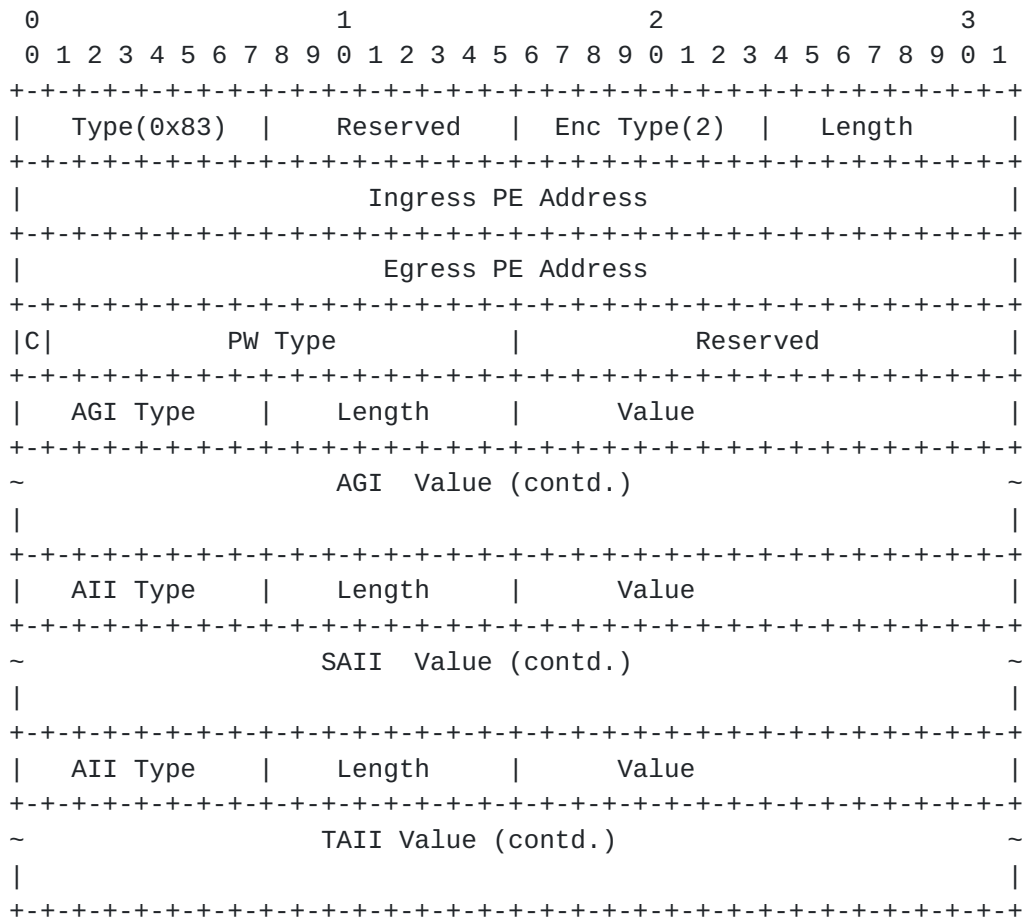 0                   1                   2                   3
 0 1 2 3 4 5 6 7 8 9 0 1 2 3 4 5 6 7 8 9 0 1 2 3 4 5 6 7 8 9 0 1
+-+-+-+-+-+-+-+-+-+-+-+-+-+-+-+-+-+-+-+-+-+-+-+-+-+-+-+-+-+-+-+-+
|   Type(0x83)  |    Reserved   |  Enc Type(2)  |   Length      |
+-+-+-+-+-+-+-+-+-+-+-+-+-+-+-+-+-+-+-+-+-+-+-+-+-+-+-+-+-+-+-+-+
|                      Ingress PE Address                       |
+-+-+-+-+-+-+-+-+-+-+-+-+-+-+-+-+-+-+-+-+-+-+-+-+-+-+-+-+-+-+-+-+
|                       Egress PE Address                       |
+-+-+-+-+-+-+-+-+-+-+-+-+-+-+-+-+-+-+-+-+-+-+-+-+-+-+-+-+-+-+-+-+
|C|           PW Type           |           Reserved            |
+-+-+-+-+-+-+-+-+-+-+-+-+-+-+-+-+-+-+-+-+-+-+-+-+-+-+-+-+-+-+-+-+
|   AGI Type    |    Length     |      Value                    |
+-+-+-+-+-+-+-+-+-+-+-+-+-+-+-+-+-+-+-+-+-+-+-+-+-+-+-+-+-+-+-+-+
~                    AGI  Value (contd.)                        ~
|                                                               |
+-+-+-+-+-+-+-+-+-+-+-+-+-+-+-+-+-+-+-+-+-+-+-+-+-+-+-+-+-+-+-+-+
|   AII Type    |    Length     |      Value                    |
+-+-+-+-+-+-+-+-+-+-+-+-+-+-+-+-+-+-+-+-+-+-+-+-+-+-+-+-+-+-+-+-+
~                   SAII  Value (contd.)                        ~
|                                                               |
+-+-+-+-+-+-+-+-+-+-+-+-+-+-+-+-+-+-+-+-+-+-+-+-+-+-+-+-+-+-+-+-+
|   AII Type    |    Length     |      Value                    |
+-+-+-+-+-+-+-+-+-+-+-+-+-+-+-+-+-+-+-+-+-+-+-+-+-+-+-+-+-+-+-+-+
~                   TAII Value (contd.)                         ~
|                                                               |
+-+-+-+-+-+-+-+-+-+-+-+-+-+-+-+-+-+-+-+-+-+-+-+-+-+-+-+-+-+-+-+-+